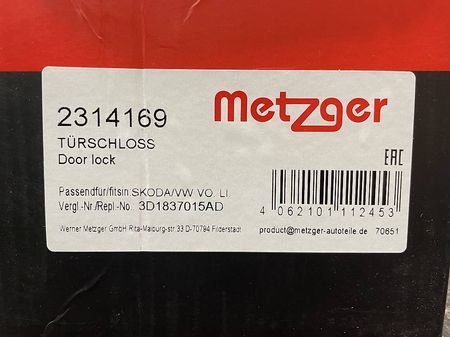 2314169
metzger
TÜRSCHLOSS
Door lock
EAC
Passendfür/fitsin:SKODA/VW VO. LI
Vergl.-Nr./Repl.-No.: 3D1837015AD
4 062101 112453
Werner Metzger GmbH Rita-Maiburg-str.33 D-70794 Filderstadt
product@metzger-autoteile.de 70651